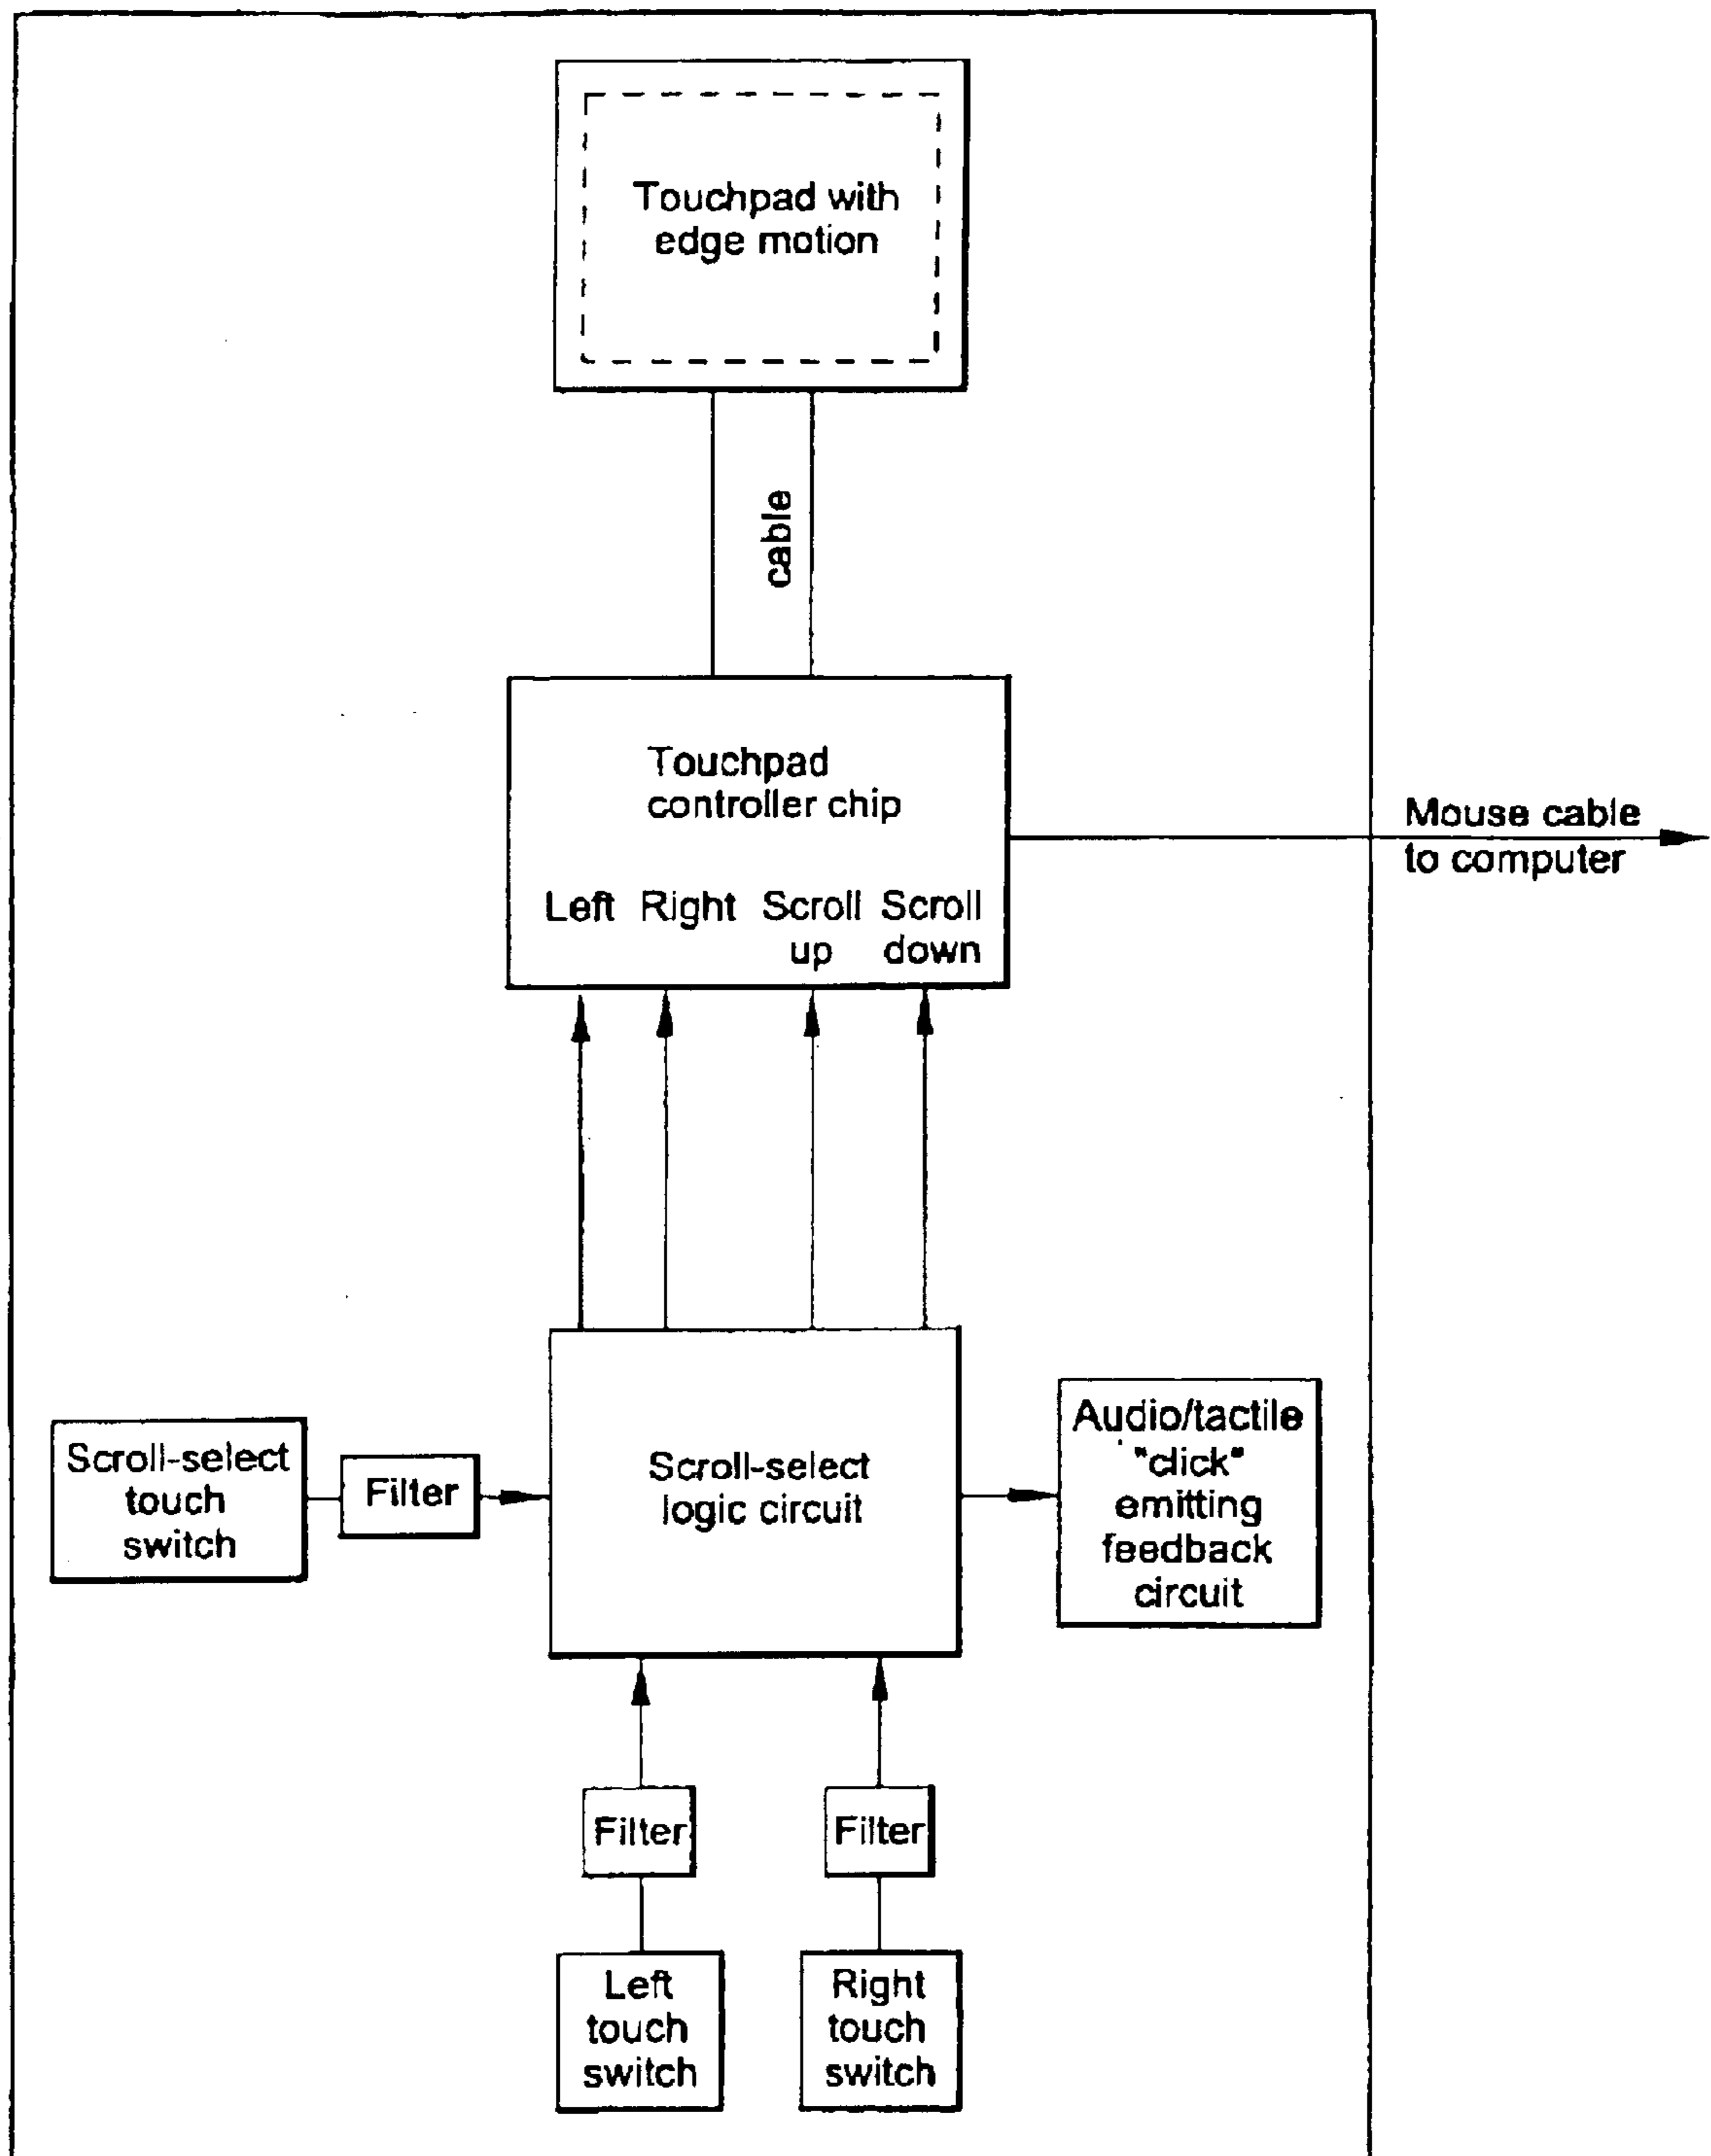 Touchpad with
edge motion
cable
Touchpad
controller chip
Left Right Scroll up Scroll down
Mouse cable
to computer
Scroll-select
touch
switch
Filter
Scroll-select
logic circuit
Audio/tactile
"click"
emitting
feedback
circuit
Filter
Filter
Left
touch
switch
Right
touch
switch